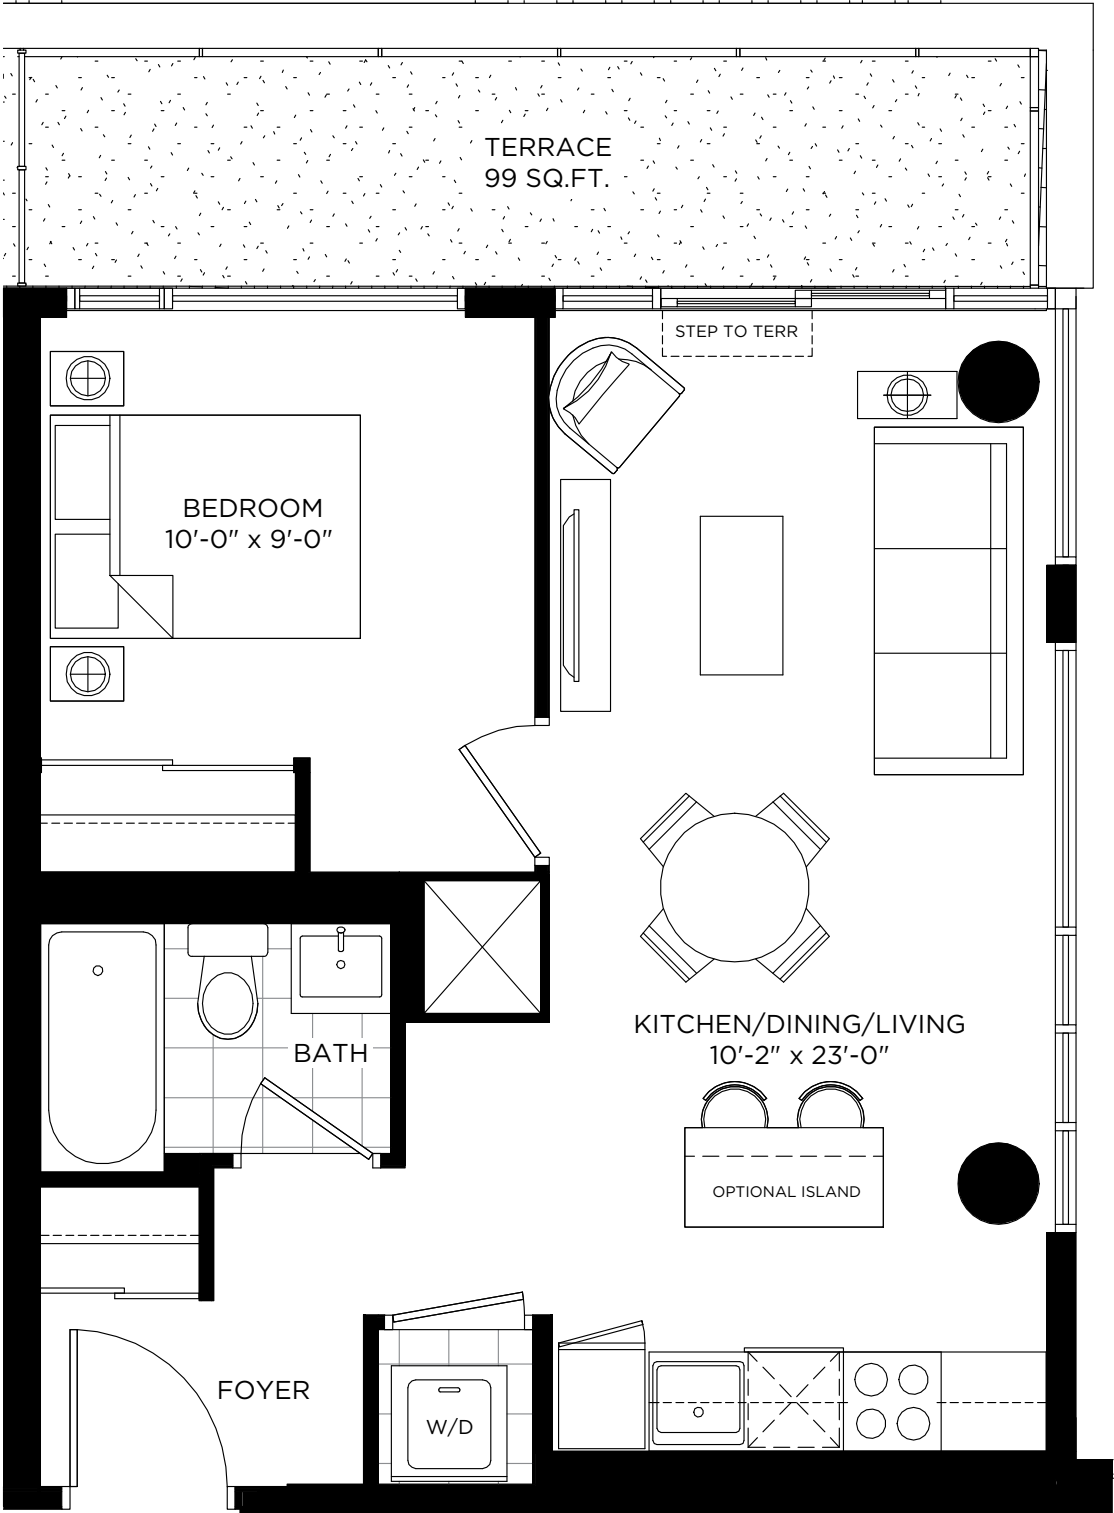 TERRACE
99 SQ.FT.
STEP TO TERR
BEDROOM
10'-0" x 9'-0"
KITCHEN/DINING/LIVING
10'-2" x 23'-0"
BATH
OPTIONAL ISLAND
FOYER
W/D